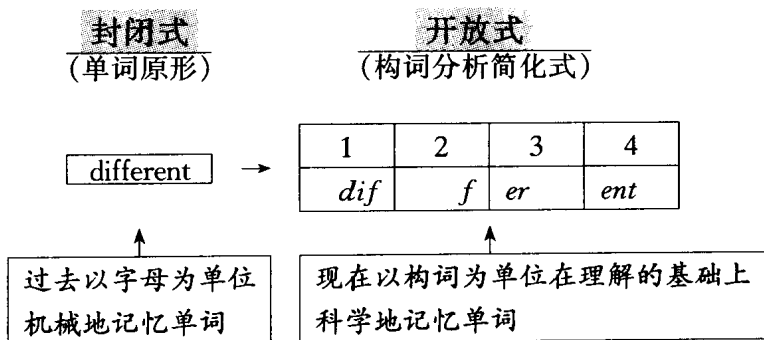 封闭式 开放式
(单词原形) (构词分析简化式)
1 2 3 4
different → dif f er ent
过去以字母为单位 现在以构词为单位在理解的基础上
机械地记忆单词 科学地记忆单词